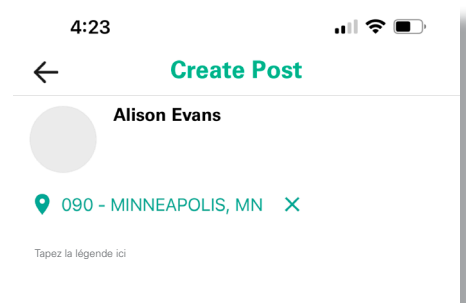 4:23
Create Post
Alison Evans
090 - MINNEAPOLIS, MN
Tapez la légende ici